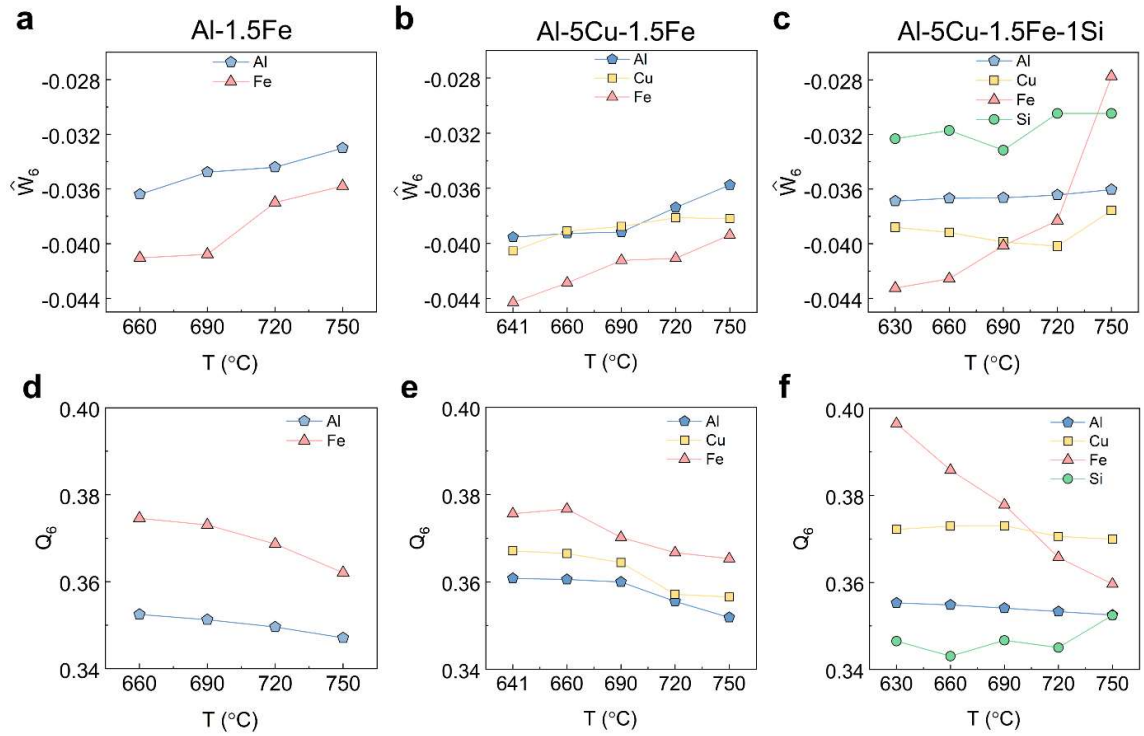 a
Al-1.5Fe
Al
Fe
-0.028
-0.032
-0.036
-0.040
-0.044
Ŵ₆
660 690 720 750
T (°C)
b
Al-5Cu-1.5Fe
Al
Cu
Fe
-0.028
-0.032
-0.036
-0.040
-0.044
Ŵ₆
641 660 690 720 750
T (°C)
c
Al-5Cu-1.5Fe-1Si
Al
Cu
Fe
Si
-0.028
-0.032
-0.036
-0.040
-0.044
Ŵ₆
630 660 690 720 750
T (°C)
d
Al
Fe
0.40
0.38
0.36
0.34
Q₆
660 690 720 750
T (°C)
e
Al
Cu
Fe
0.40
0.38
0.36
0.34
Q₆
641 660 690 720 750
T (°C)
f
Al
Cu
Fe
Si
0.40
0.38
0.36
0.34
Q₆
630 660 690 720 750
T (°C)